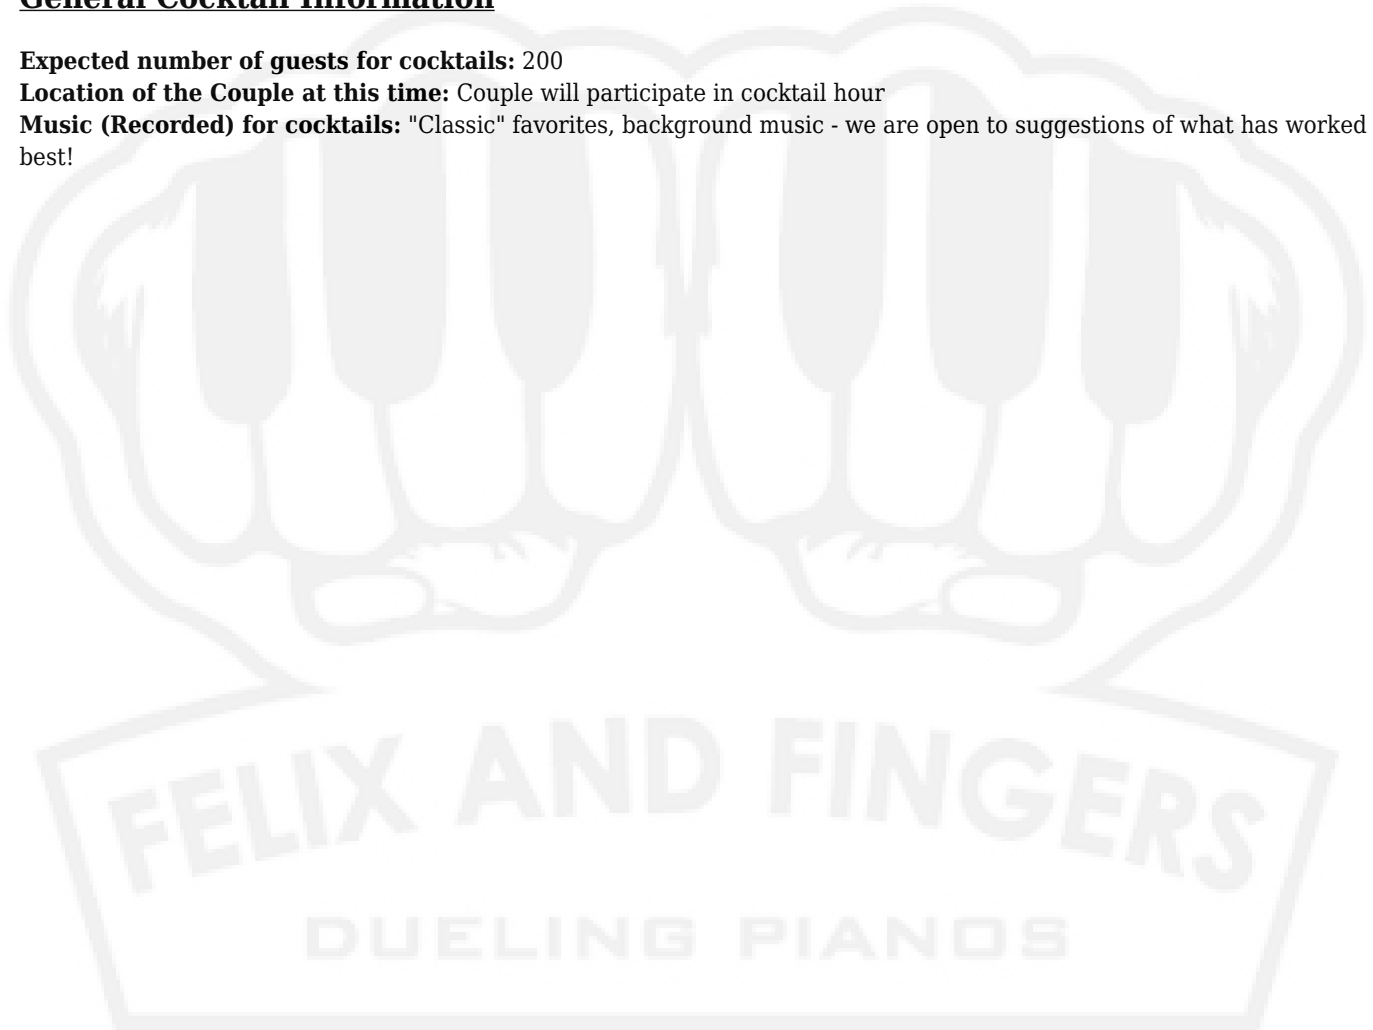 General Cocktail Information
Expected number of guests for cocktails: 200
Location of the Couple at this time: Couple will participate in cocktail hour
Music (Recorded) for cocktails: "Classic" favorites, background music - we are open to suggestions of what has worked
best!
FELIX AND FINGERS
DUELING PIANOS